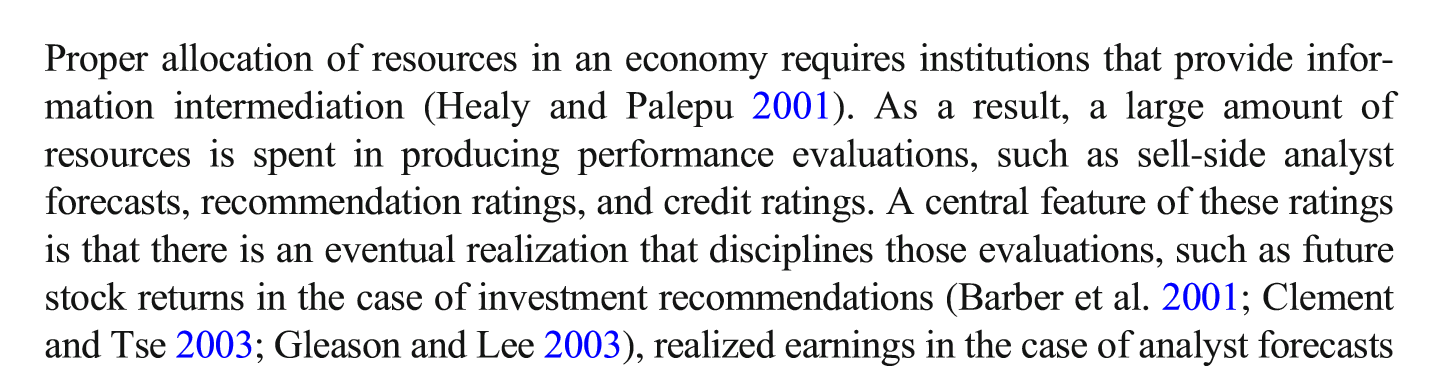 Proper allocation of resources in an economy requires institutions that provide infor-
mation intermediation (Healy and Palepu 2001). As a result, a large amount of
resources is spent in producing performance evaluations, such as sell-side analyst
forecasts, recommendation ratings, and credit ratings. A central feature of these ratings
is that there is an eventual realization that disciplines those evaluations, such as future
stock returns in the case of investment recommendations (Barber et al. 2001; Clement
and Tse 2003; Gleason and Lee 2003), realized earnings in the case of analyst forecasts